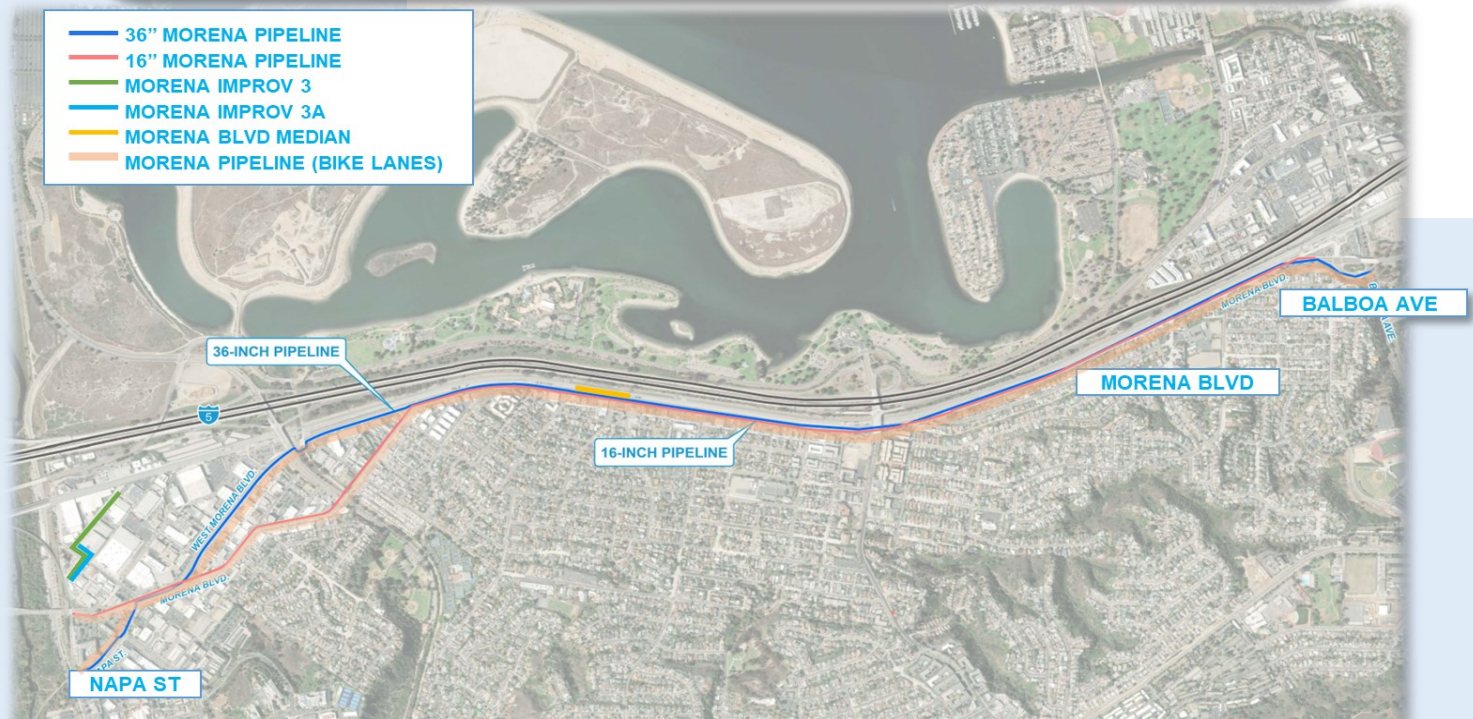 36” MORENA PIPELINE
16” MORENA PIPELINE
MORENA IMPROV 3
MORENA IMPROV 3A
MORENA BLVD MEDIAN
MORENA PIPELINE (BIKE LANES)
MORENA BLVD.
BALBOA AVE
AVE
36-INCH PIPELINE
MORENA BLVD
5
16-INCH PIPELINE
WEST MORENA BLVD.
MORENA BLVD.
ST.
NAPA ST